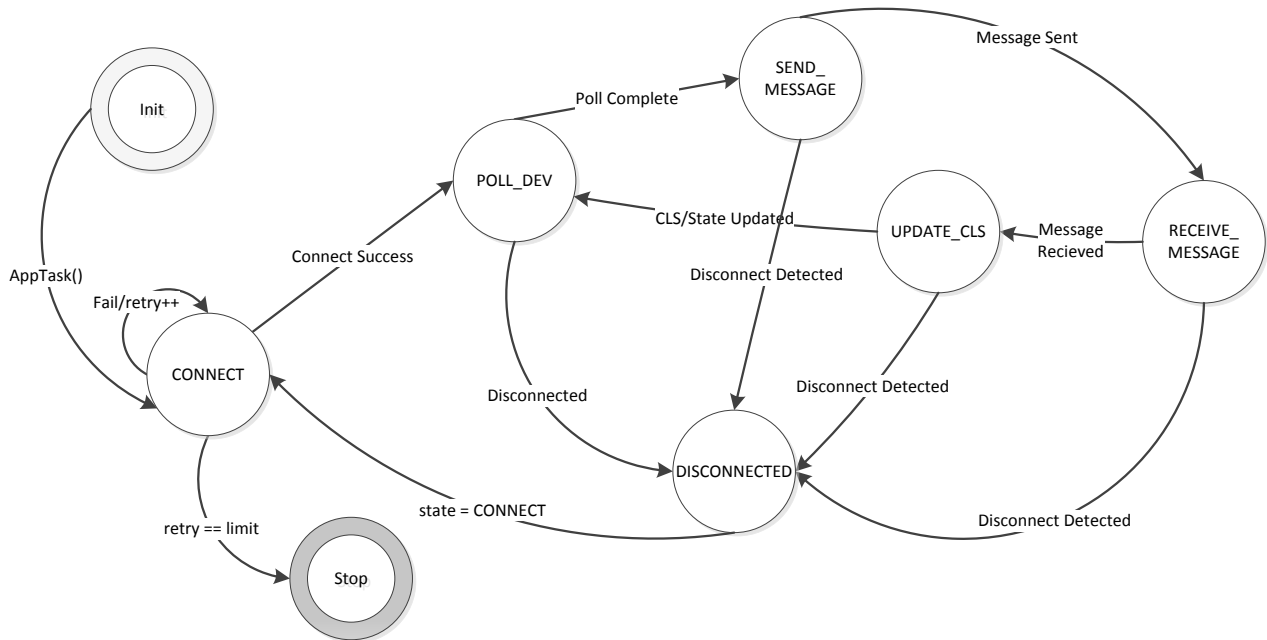 Message Sent
SEND_
MESSAGE
Init
Poll Complete
POLL_DEV
CLS/State Updated
UPDATE_CLS
Message
Recieved
RECEIVE_
MESSAGE
Connect Success
AppTask()
Disconnect Detected
Fail/retry++
CONNECT
Disconnected
Disconnect Detected
DISCONNECTED
state = CONNECT
retry == limit
Disconnect Detected
Stop